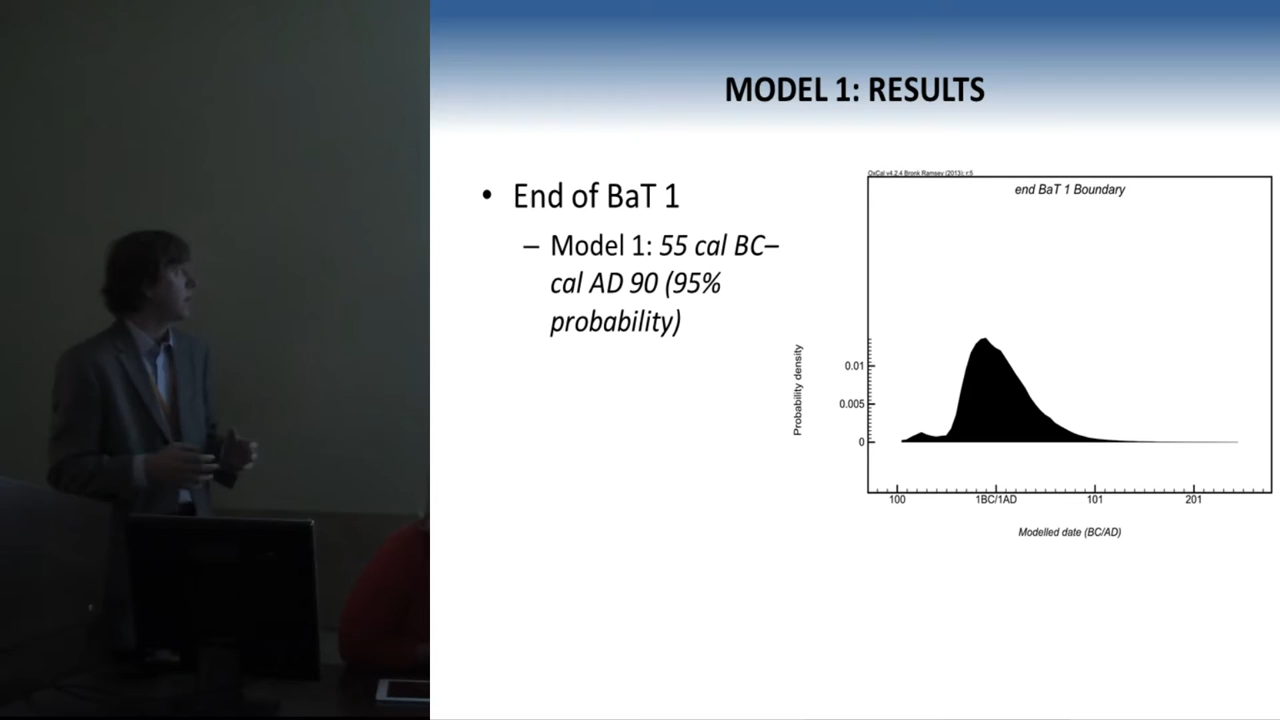 MODEL 1: RESULTS
• End of BaT 1
– Model 1: 55 cal BC–
cal AD 90 (95%
probability)
OxCal v4.2.4 Bronk Ramsey (2013); r:5
end BaT 1 Boundary
Probability density
0.01
0.005
0
100
1BC/1AD
101
201
Modelled date (BC/AD)